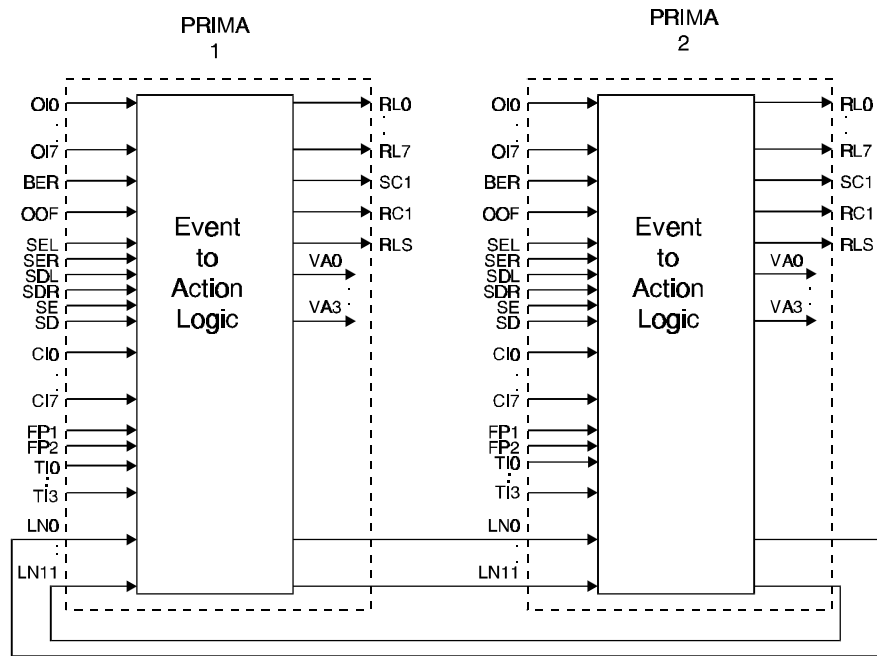 PRIMA
1
OI0
OI7
BER
OOF
SEL
SER
SDL
SDR
SE
SD
CI0
CI7
FP1
FP2
TI0
TI3
LN0
LN11
Event
to
Action
Logic
RL0
RL7
SC1
RC1
RLS
VA0
VA3
PRIMA
2
OI0
OI7
BER
OOF
SEL
SER
SDL
SDR
SE
SD
CI0
CI7
FP1
FP2
TI0
TI3
LN0
LN11
Event
to
Action
Logic
RL0
RL7
SC1
RC1
RLS
VA0
VA3